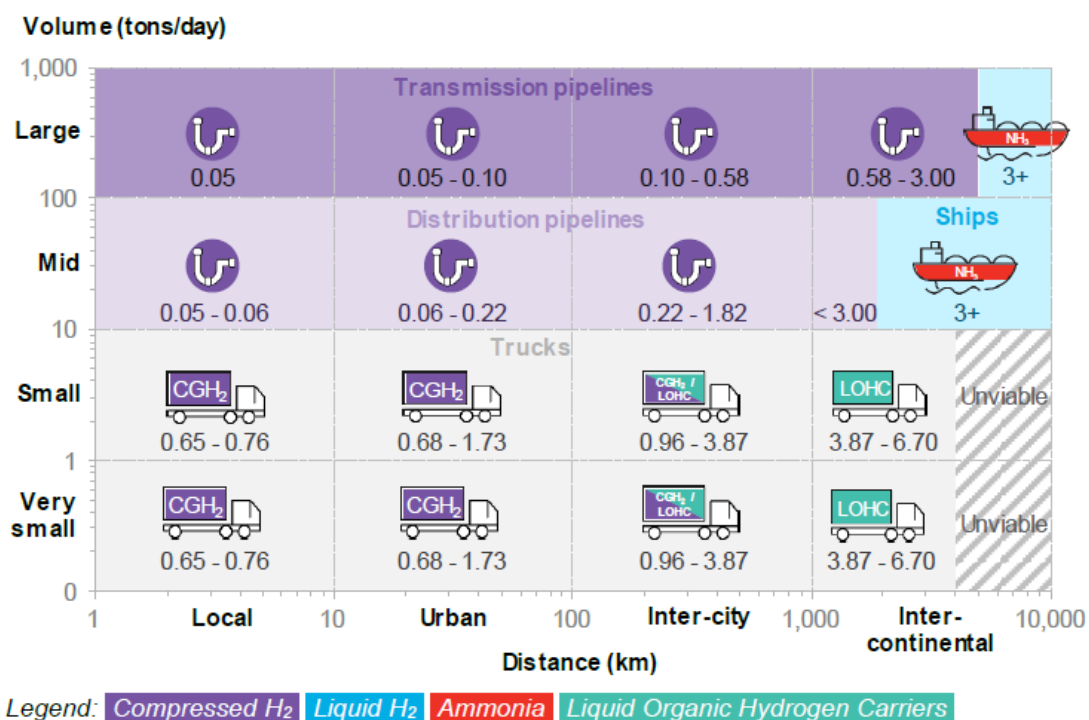 Volume (tons/day)
1,000
Transmission pipelines
Large
NH₃
0.05
0.05 - 0.10
0.10 - 0.58
0.58 - 3.00
3+
100
Distribution pipelines
Ships
Mid
NH₃
0.05 - 0.06
0.06 - 0.22
0.22 - 1.82
< 3.00
3+
10
Trucks
Small
CGH₂
CGH₂
CGH₂ /
LOHC
LOHC
Unviable
0.65 - 0.76
0.68 - 1.73
0.96 - 3.87
3.87 - 6.70
1
Very
small
CGH₂
CGH₂
CGH₂ /
LOHC
LOHC
Unviable
0.65 - 0.76
0.68 - 1.73
0.96 - 3.87
3.87 - 6.70
0
1
Local
10
Urban
100
Inter-city
1,000
Inter-
continental
10,000
Distance (km)
Legend: Compressed H₂ Liquid H₂ Ammonia Liquid Organic Hydrogen Carriers